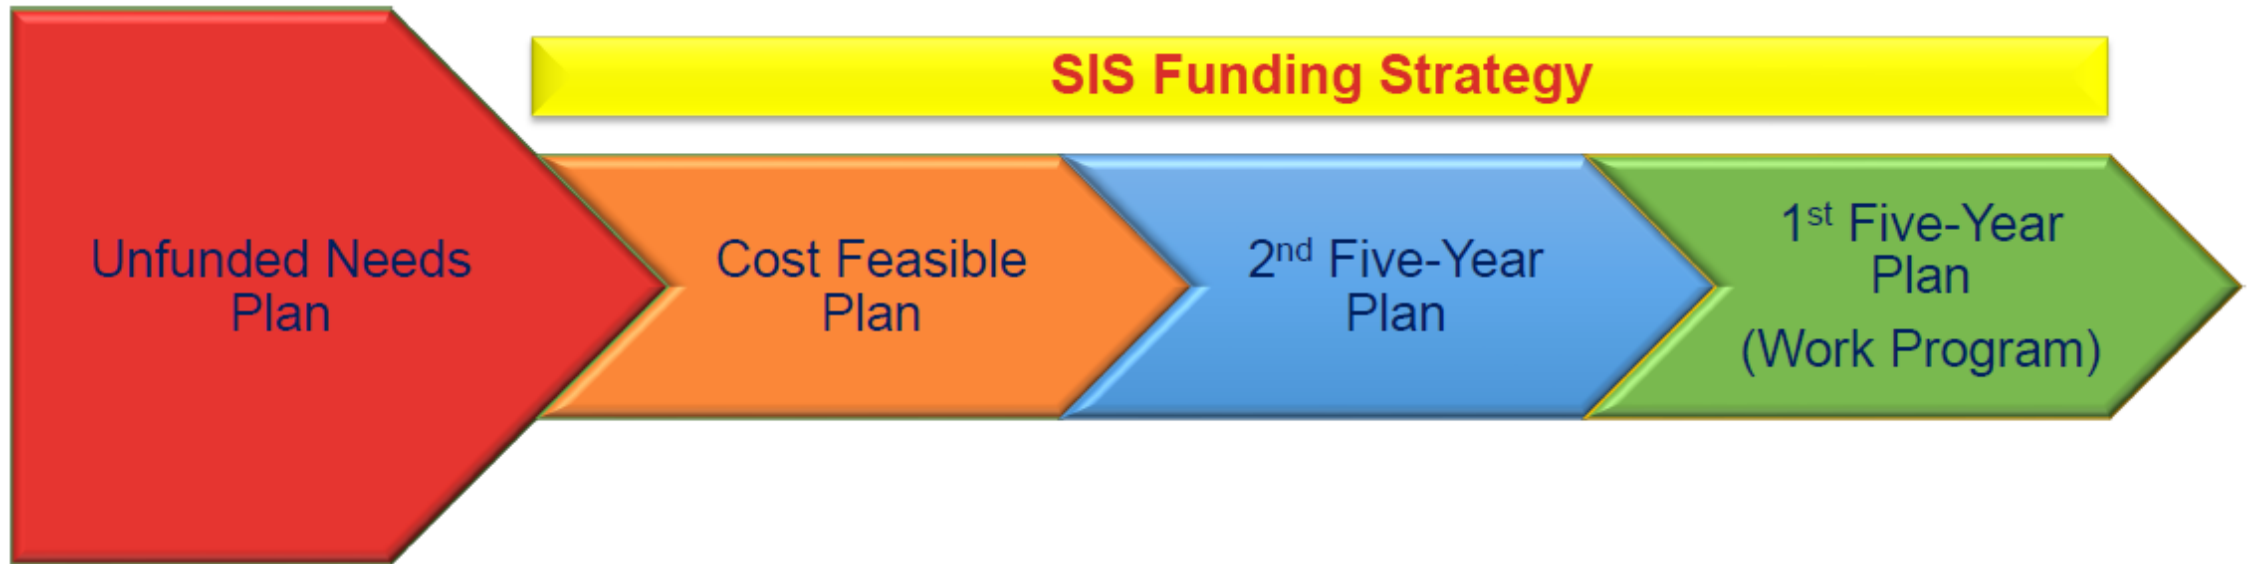 SIS Funding Strategy
Unfunded Needs
Plan
Cost Feasible
Plan
2nd Five-Year
Plan
1st Five-Year
Plan
(Work Program)